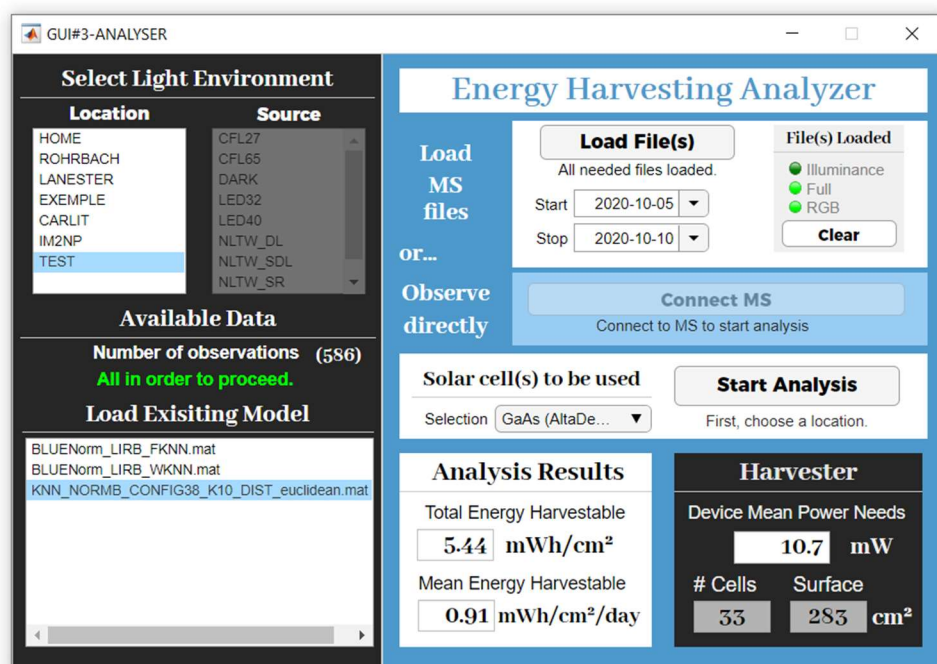 GUI#3-ANALYSER
Select Light Environment
Location
Source
HOME
ROHRBACH
LANESTER
EXEMPLE
CARLIT
IM2NP
TEST
CFL27
CFL65
DARK
LED32
LED40
NLTW_DL
NLTW_SDL
NLTW_SR
Available Data
Number of observations (586)
All in order to proceed.
Load Exisiting Model
BLUENorm_LIRB_FKNN.mat
BLUENorm_LIRB_WKNN.mat
KNN_NORMB_CONFIG38_K10_DIST_euclidean.mat
Energy Harvesting Analyzer
Load
MS
files
or...
Observe
directly
Load File(s)
All needed files loaded.
Start 2020-10-05
Stop 2020-10-10
File(s) Loaded
Illuminance
Full
RGB
Clear
Connect MS
Connect to MS to start analysis
Solar cell(s) to be used
Selection GaAs (AltaDe...
Start Analysis
First, choose a location.
Analysis Results
Total Energy Harvestable
5.44 mWh/cm²
Mean Energy Harvestable
0.91 mWh/cm²/day
Harvester
Device Mean Power Needs
10.7 mW
# Cells Surface
33 283 cm²